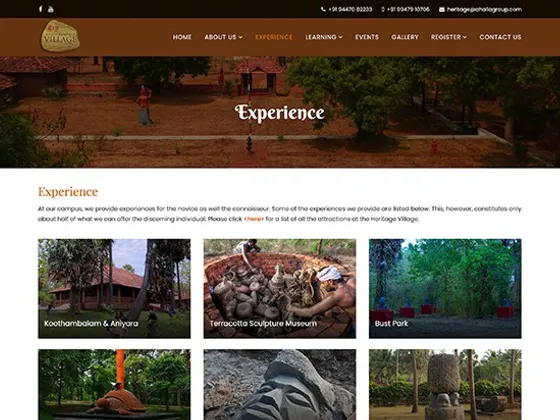 +91 94470 82233 +91 99479 10706 heritage@ahaliagroup.com
VILLAGE
HOME ABOUT US EXPERIENCE LEARNING EVENTS GALLERY REGISTER CONTACT US
Experience
Experience
At our campus, we provide experiences for the novice as well the connoisseur. Some of the experiences we provide are listed below. This, however, constitutes only
about half of what we can offer the discerning individual. Please click <here> for a list of all the attractions at the Heritage Village.
Koothambalam & Aniyara Terracotta Sculpture Museum Bust Park